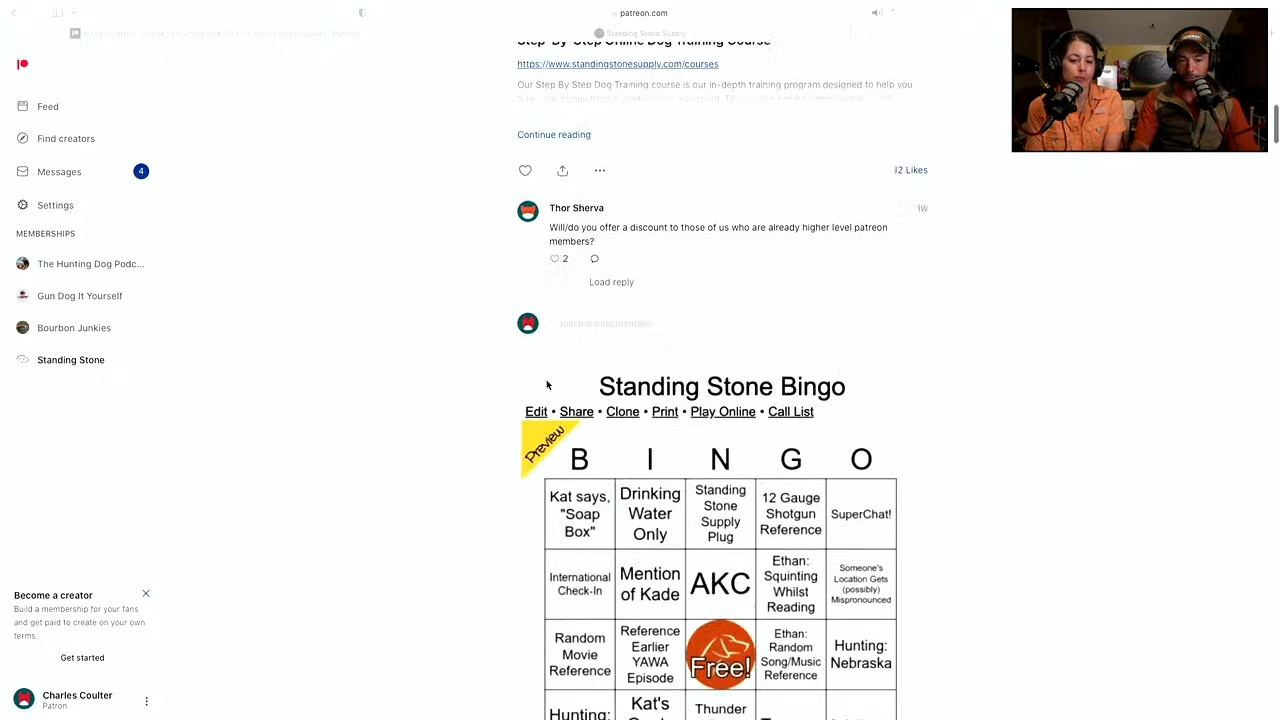 patreon.com
Standing Stone Supply
Step-By-Step Online Dog Training Course
https://www.standingstonesupply.com/courses
Our Step By Step Dog Training course is our in-depth training program designed to help you
Continue reading
12 Likes
Thor Sherva
1w
Will/do you offer a discount to those of us who are already higher level patreon
members?
2
Load reply
Feed
Find creators
Messages
4
Settings
MEMBERSHIPS
The Hunting Dog Podc...
Gun Dog It Yourself
Bourbon Junkies
Standing Stone
Become a creator
Build a membership for your fans
and get paid to create on your own
terms.
Get started
Charles Coulter
Patron
Standing Stone Bingo
Edit • Share • Clone • Print • Play Online • Call List
Preview
B I N G O
Kat says,
"Soap
Box"
Drinking
Water
Only
Standing
Stone
Supply
Plug
12 Gauge
Shotgun
Reference
SuperChat!
International
Check-In
Mention
of Kade
AKC
Ethan:
Squinting
Whilst
Reading
Someone's
Location Gets
(possibly)
Mispronounced
Random
Movie
Reference
Reference
Earlier
YAWA
Episode
Free!
Ethan:
Random
Song/Music
Reference
Hunting:
Nebraska
Hunting:
Kat's
Thunder